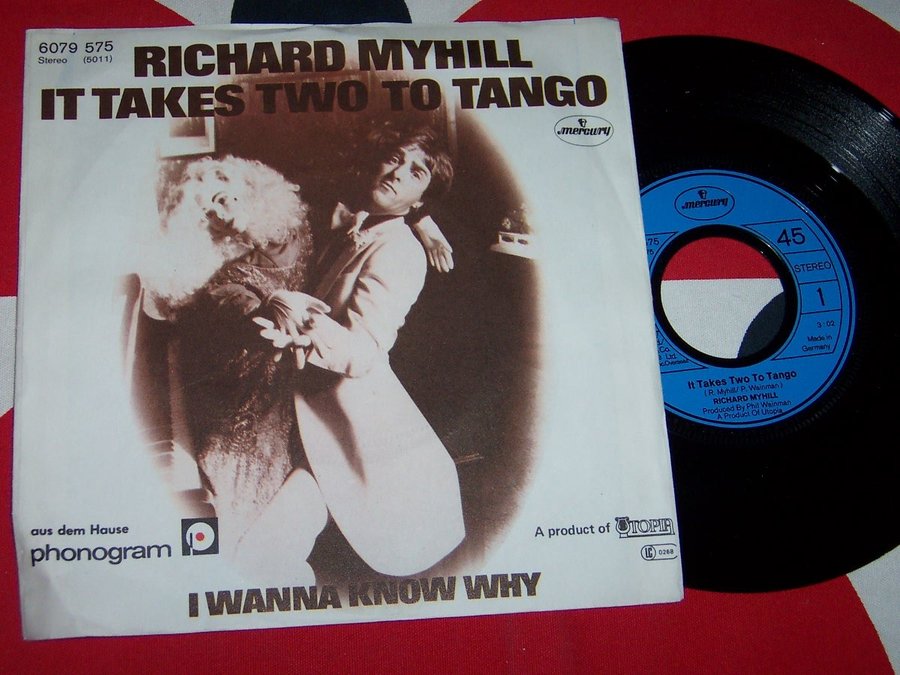 6079 575
Stereo (5011)
RICHARD MYHILL
IT TAKES TWO TO TANGO
mercury
aus dem Hause
phonogram
A product of UTOPIA
LC 0268
I WANNA KNOW WHY
mercury
45
STEREO
1
3:02
Made in
Germany
It Takes Two To Tango
( R. Myhill / P. Wainman )
RICHARD MYHILL
Produced By Phil Wainman
A Product Of Utopia